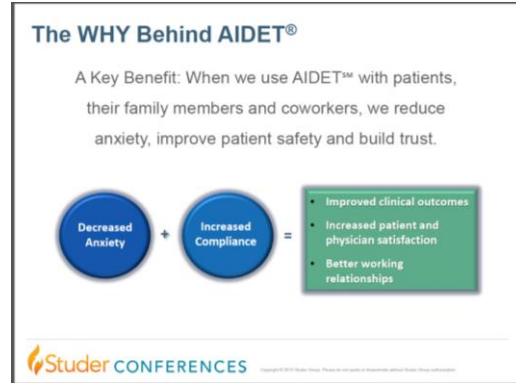 The WHY Behind AIDET®
A Key Benefit: When we use AIDET℠ with patients,
their family members and coworkers, we reduce
anxiety, improve patient safety and build trust.
Decreased
Anxiety
+
Increased
Compliance
=
• Improved clinical outcomes
• Increased patient and
physician satisfaction
• Better working
relationships
Studer CONFERENCES